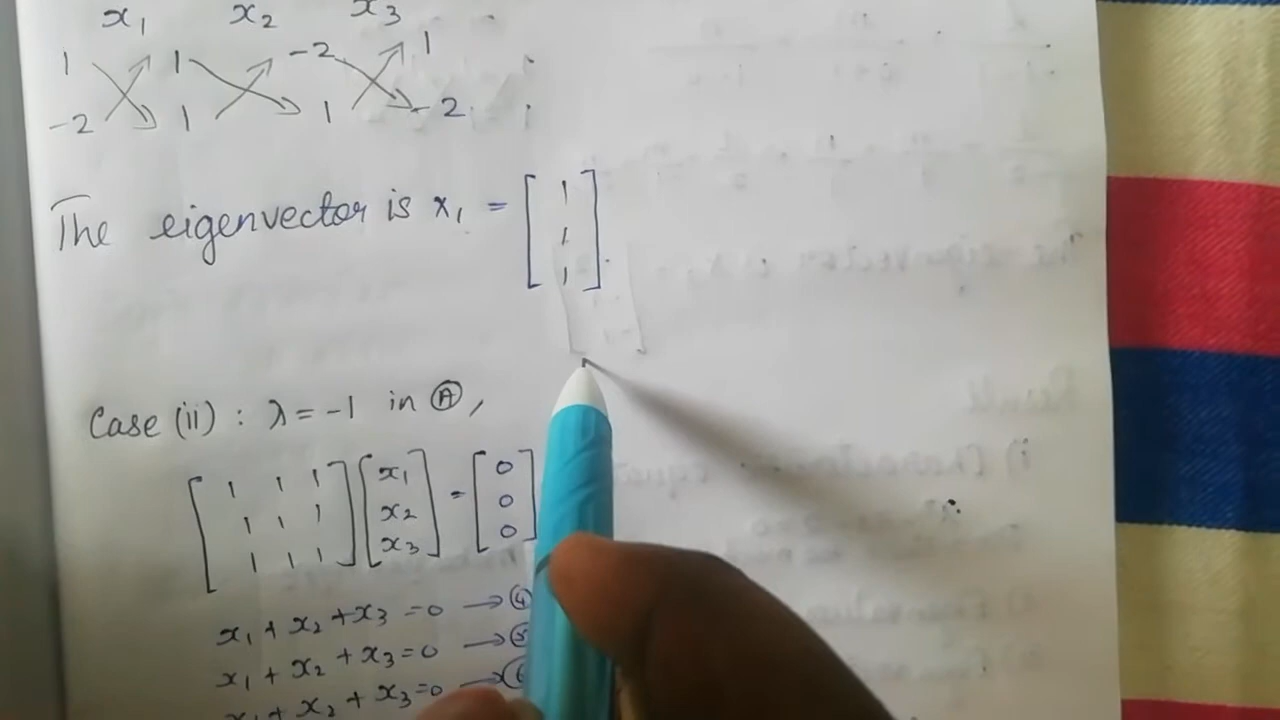 x₁ x₂ x₃
1 1 -2 1
-2 1 1 -2
The eigenvector is x₁ = [1
1
1].
Case (ii) : λ = -1 in Ⓐ,
[1 1 1] [x₁] = [0]
[1 1 1] [x₂] [0]
[1 1 1] [x₃] [0]
x₁ + x₂ + x₃ = 0 → ④
x₁ + x₂ + x₃ = 0 → ⑤
x₁ + x₂ + x₃ = 0 → ⑥